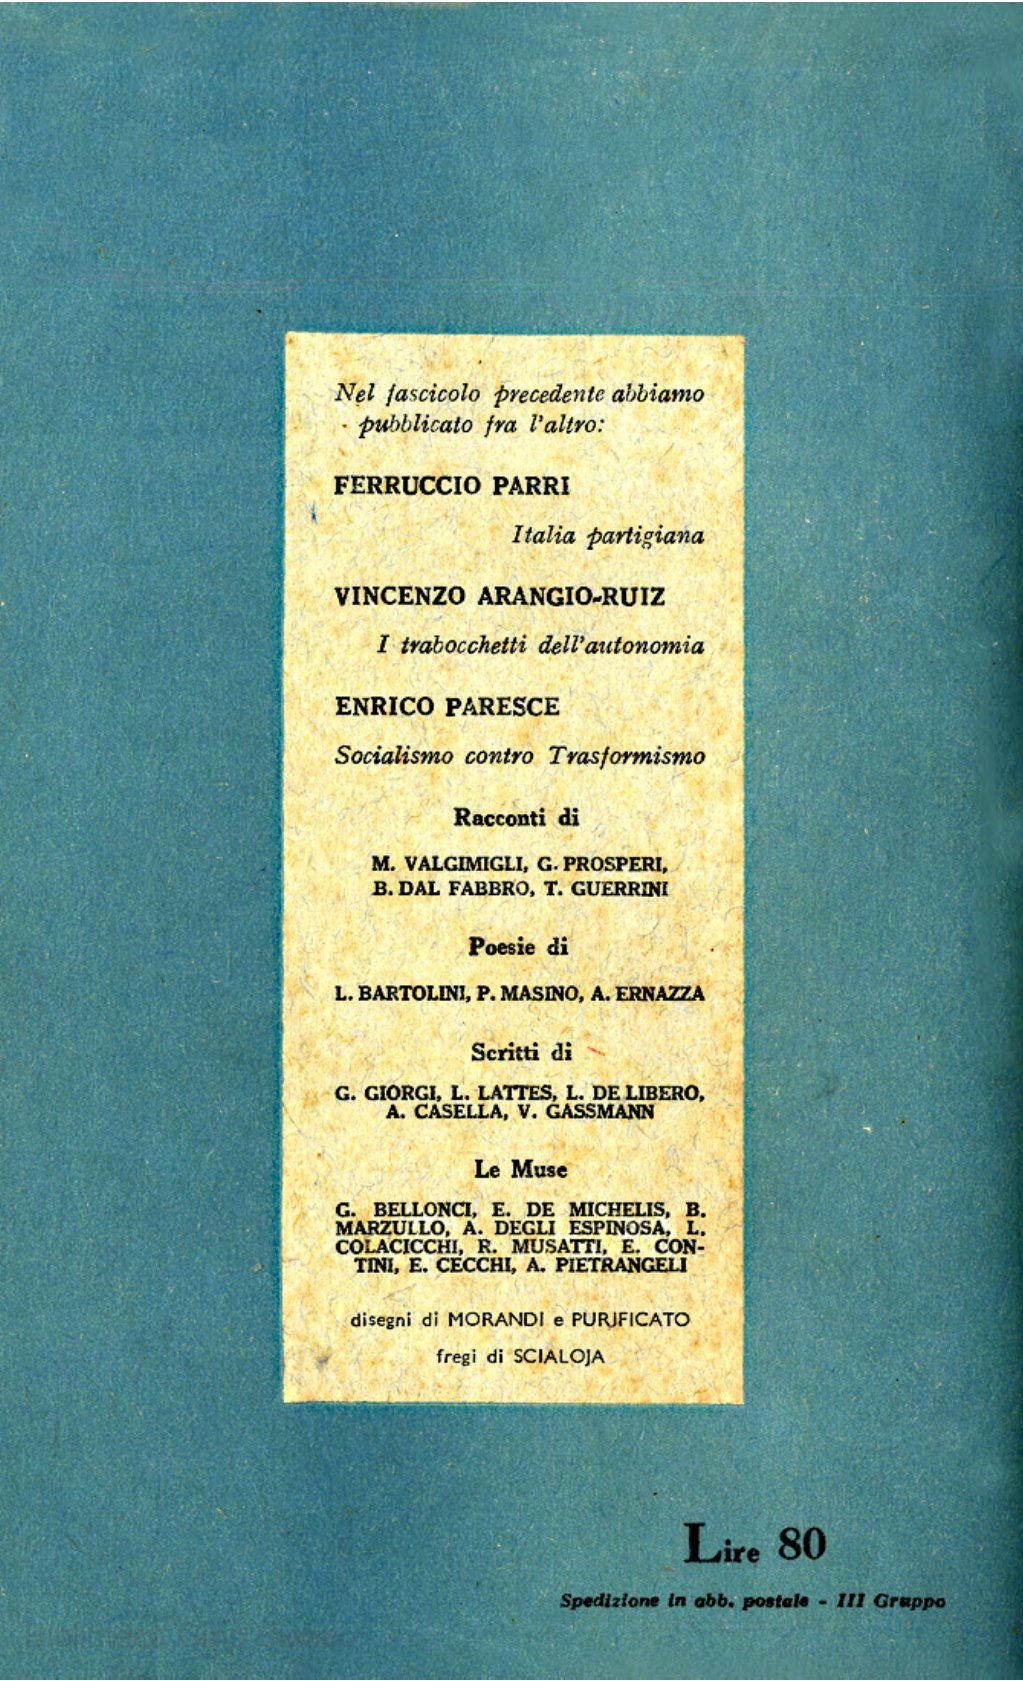 Nel fascicolo precedente abbiamo
pubblicato fra l'altro:
FERRUCCIO PARRI
Italia partigiana
VINCENZO ARANGIO-RUIZ
I trabocchetti dell'autonomia
ENRICO PARESCE
Socialismo contro Trasformismo
Racconti di
M. VALGIMIGLI, G. PROSPERI,
B. DAL FABBRO, T. GUERRINI
Poesie di
L. BARTOLINI, P. MASINO, A. ERNAZZA
Scritti di
G. GIORGI, L. LATTES, L. DE LIBERO,
A. CASELLA, V. GASSMANN
Le Muse
G. BELLONCI, E. DE MICHELIS, B.
MARZULLO, A. DEGLI ESPINOSA, L.
COLACICCHI, R. MUSATTI, E. CON-
TINI, E. CECCHI, A. PIETRANGELI
disegni di MORANDI e PURIFICATO
fregi di SCIALOJA
Lire 80
Spedizione in abb. postale - III Gruppo